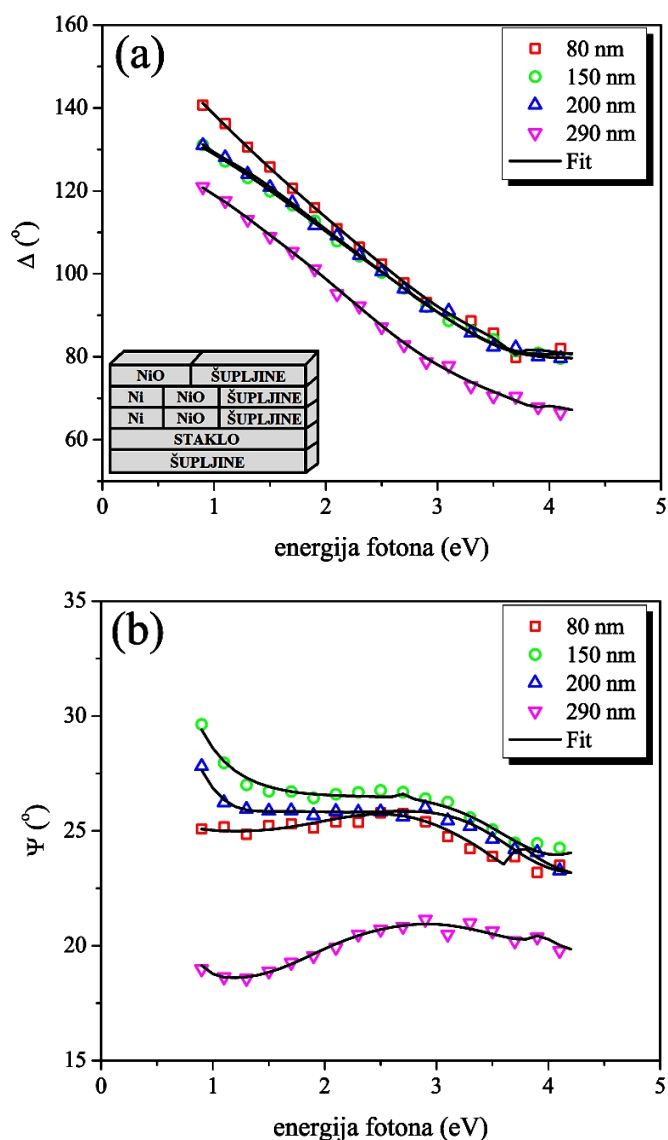 (a)
160
140
120
100
80
60
Δ (°)
80 nm
150 nm
200 nm
290 nm
Fit
NiO ŠUPLJINE
Ni NiO ŠUPLJINE
Ni NiO ŠUPLJINE
STAKLO
ŠUPLJINE
0 1 2 3 4 5
energija fotona (eV)
(b)
35
30
25
20
15
Ψ (°)
80 nm
150 nm
200 nm
290 nm
Fit
0 1 2 3 4 5
energija fotona (eV)